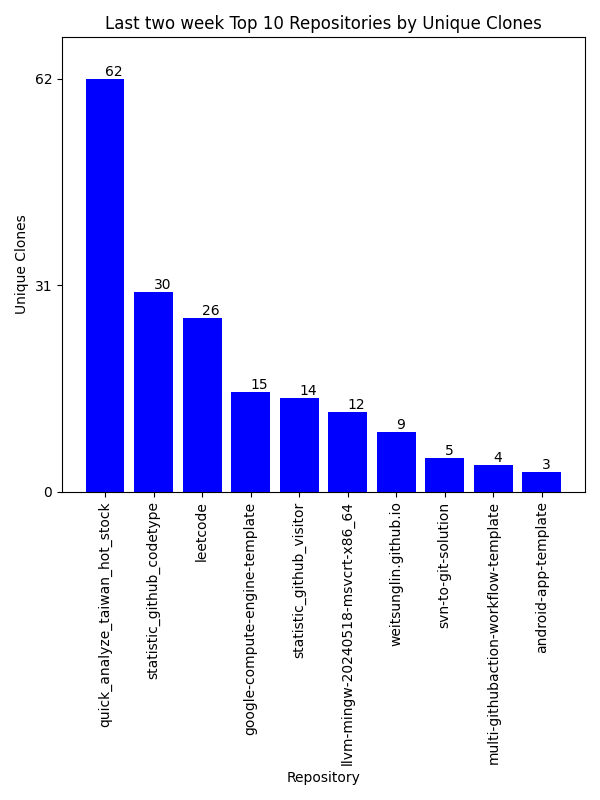 Last two week Top 10 Repositories by Unique Clones
Unique Clones
62
31
0
62
30
26
15
14
12
9
5
4
3
quick_analyze_taiwan_hot_stock
statistic_github_codetype
leetcode
google-compute-engine-template
statistic_github_visitor
llvm-mingw-20240518-msvcrt-x86_64
weitsunglin.github.io
svn-to-git-solution
multi-githubaction-workflow-template
android-app-template
Repository